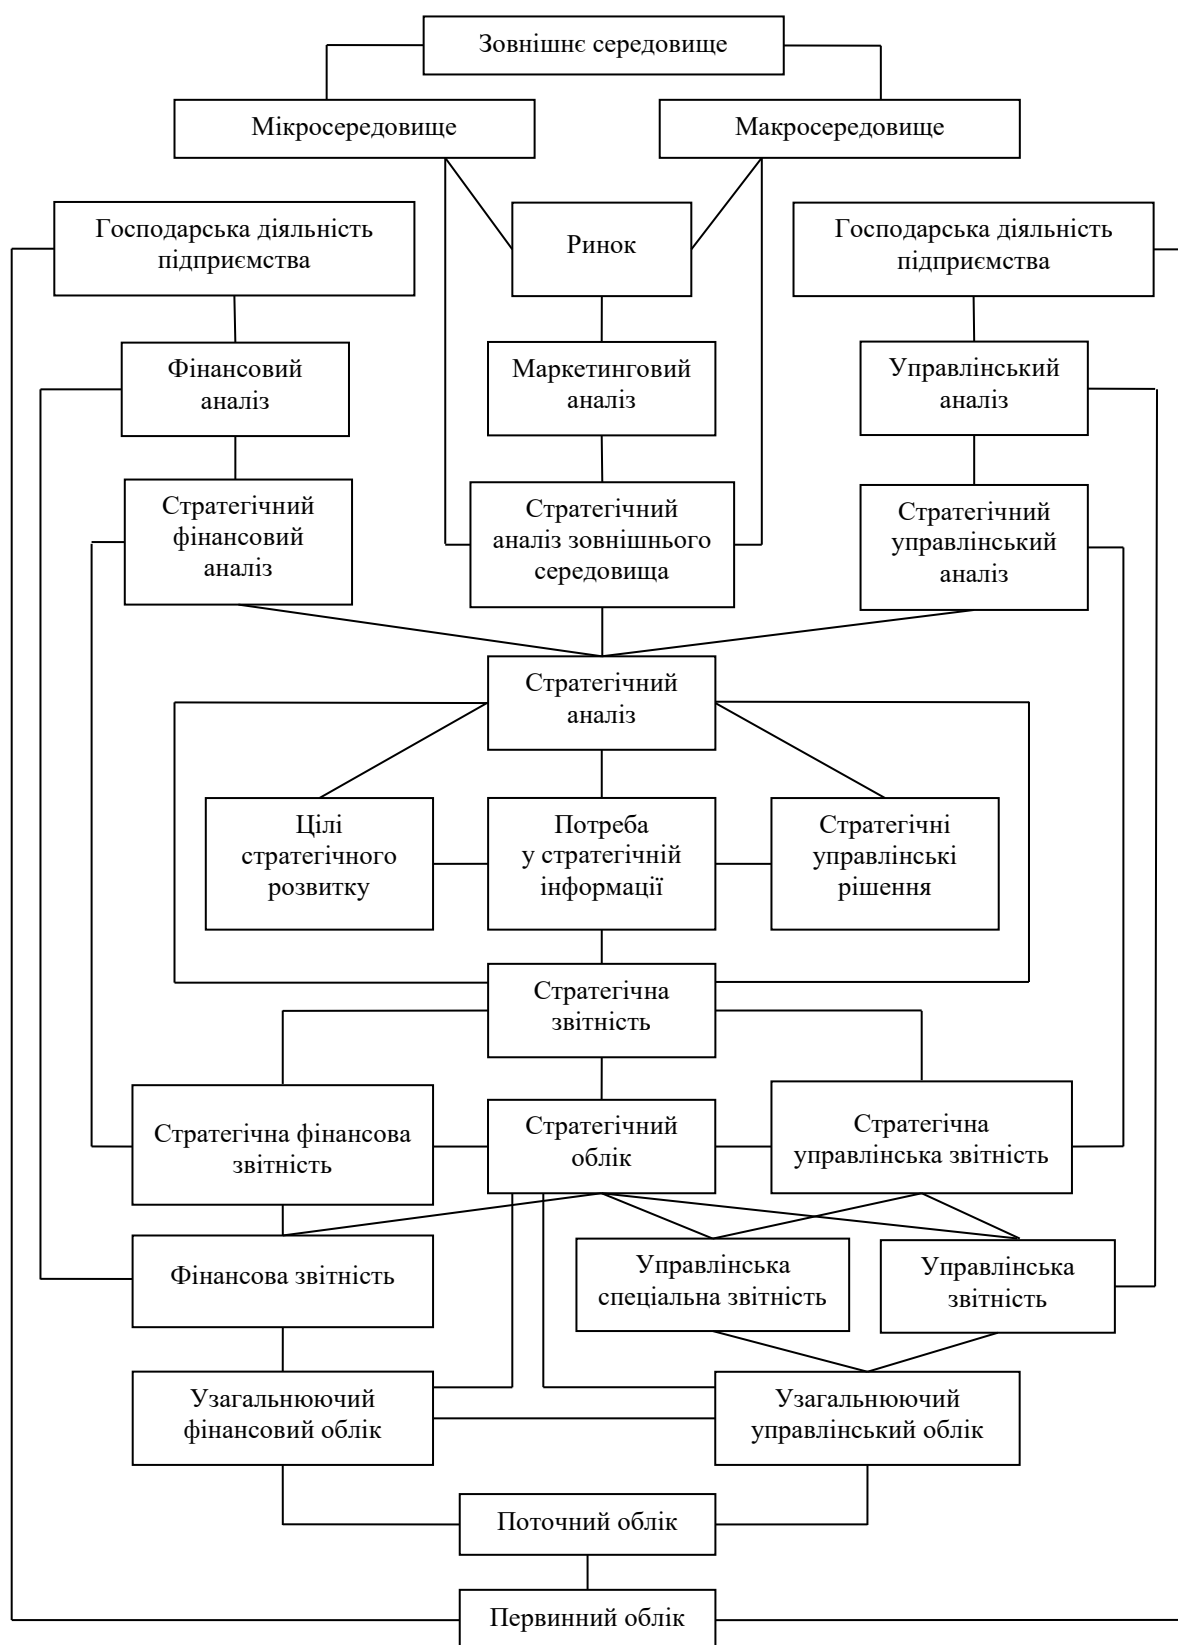 Зовнішнє середовище
Мікросередовище
Макросередовище
Господарська діяльність
підприємства
Ринок
Господарська діяльність
підприємства
Фінансовий
аналіз
Маркетинговий
аналіз
Управлінський
аналіз
Стратегічний
фінансовий
аналіз
Стратегічний
аналіз зовнішнього
середовища
Стратегічний
управлінський
аналіз
Стратегічний
аналіз
Цілі
стратегічного
розвитку
Потреба
у стратегічній
інформації
Стратегічні
управлінські
рішення
Стратегічна
звітність
Стратегічна фінансова
звітність
Стратегічний
облік
Стратегічна
управлінська звітність
Фінансова звітність
Управлінська
спеціальна звітність
Управлінська
звітність
Узагальнюючий
фінансовий облік
Узагальнюючий
управлінський облік
Поточний облік
Первинний облік